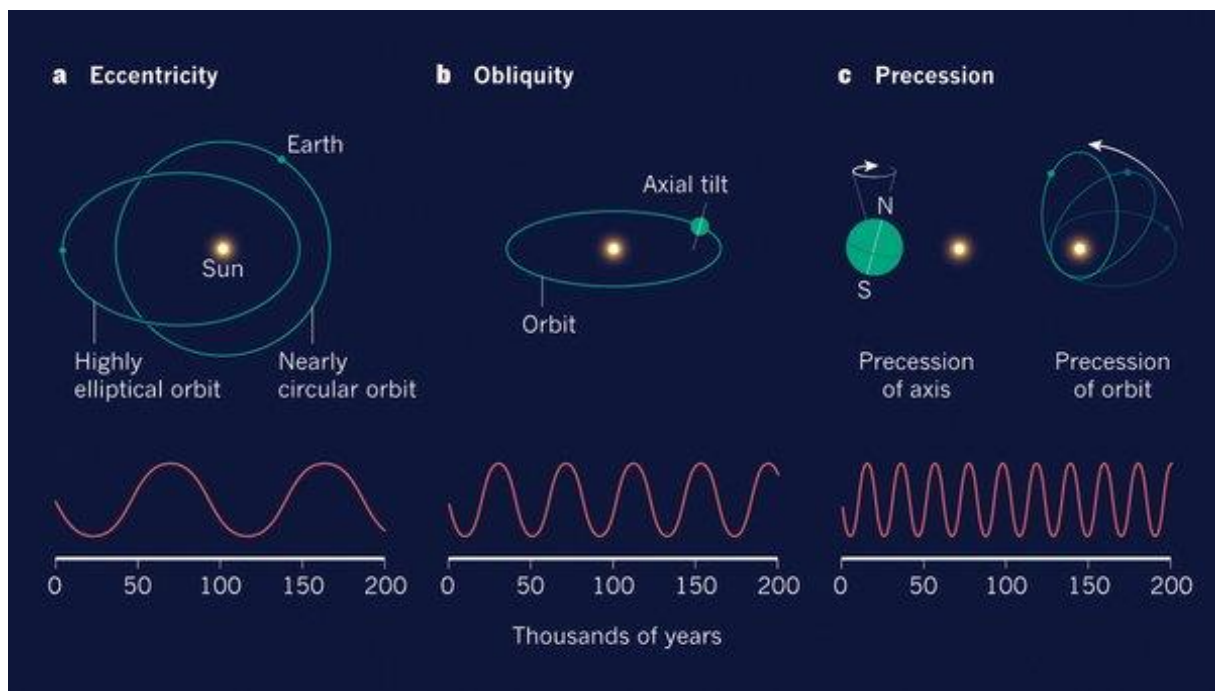 a Eccentricity
b Obliquity
c Precession
Earth
Axial tilt
N
Sun
S
Orbit
Highly
elliptical orbit
Nearly
circular orbit
Precession
of axis
Precession
of orbit
0 50 100 150 200
0 50 100 150 200
0 50 100 150 200
Thousands of years